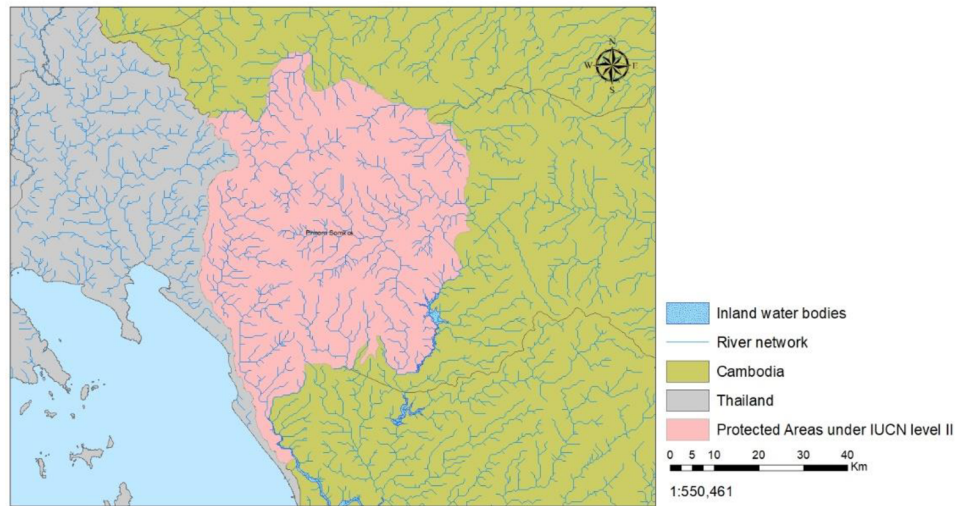 N
W
S
Inland water bodies
River network
Cambodia
Thailand
Protected Areas under IUCN level II
0 5 10 20 30 40
Km
1:550,461